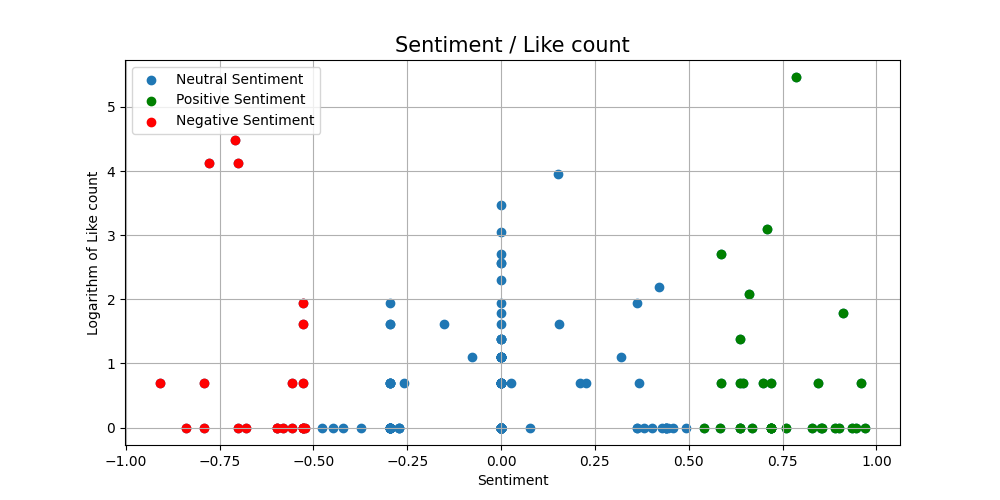 Sentiment / Like count
Neutral Sentiment
Positive Sentiment
Negative Sentiment
Logarithm of Like count
5
4
3
2
1
0
−1.00 −0.75 −0.50 −0.25 0.00 0.25 0.50 0.75 1.00
Sentiment